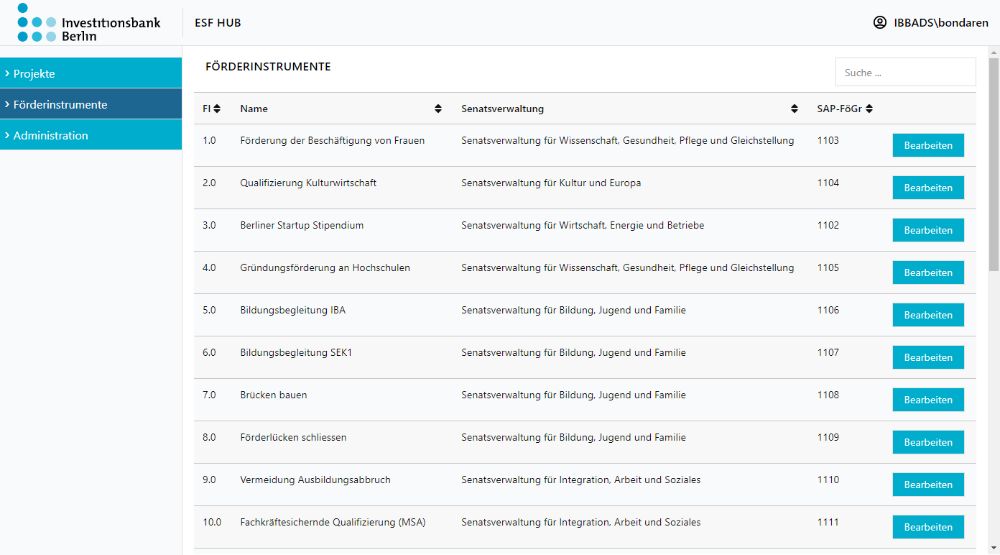 Investitionsbank
Berlin
ESF HUB
IBBADS\bondaren
Projekte
Förderinstrumente
Administration
FÖRDERINSTRUMENTE
Suche ...
FI Name Senatsverwaltung SAP-FöGr
1.0 Förderung der Beschäftigung von Frauen Senatsverwaltung für Wissenschaft, Gesundheit, Pflege und Gleichstellung 1103 Bearbeiten
2.0 Qualifizierung Kulturwirtschaft Senatsverwaltung für Kultur und Europa 1104 Bearbeiten
3.0 Berliner Startup Stipendium Senatsverwaltung für Wirtschaft, Energie und Betriebe 1102 Bearbeiten
4.0 Gründungsförderung an Hochschulen Senatsverwaltung für Wissenschaft, Gesundheit, Pflege und Gleichstellung 1105 Bearbeiten
5.0 Bildungsbegleitung IBA Senatsverwaltung für Bildung, Jugend und Familie 1106 Bearbeiten
6.0 Bildungsbegleitung SEK1 Senatsverwaltung für Bildung, Jugend und Familie 1107 Bearbeiten
7.0 Brücken bauen Senatsverwaltung für Bildung, Jugend und Familie 1108 Bearbeiten
8.0 Förderlücken schliessen Senatsverwaltung für Bildung, Jugend und Familie 1109 Bearbeiten
9.0 Vermeidung Ausbildungsabbruch Senatsverwaltung für Integration, Arbeit und Soziales 1110 Bearbeiten
10.0 Fachkräftesichernde Qualifizierung (MSA) Senatsverwaltung für Integration, Arbeit und Soziales 1111 Bearbeiten